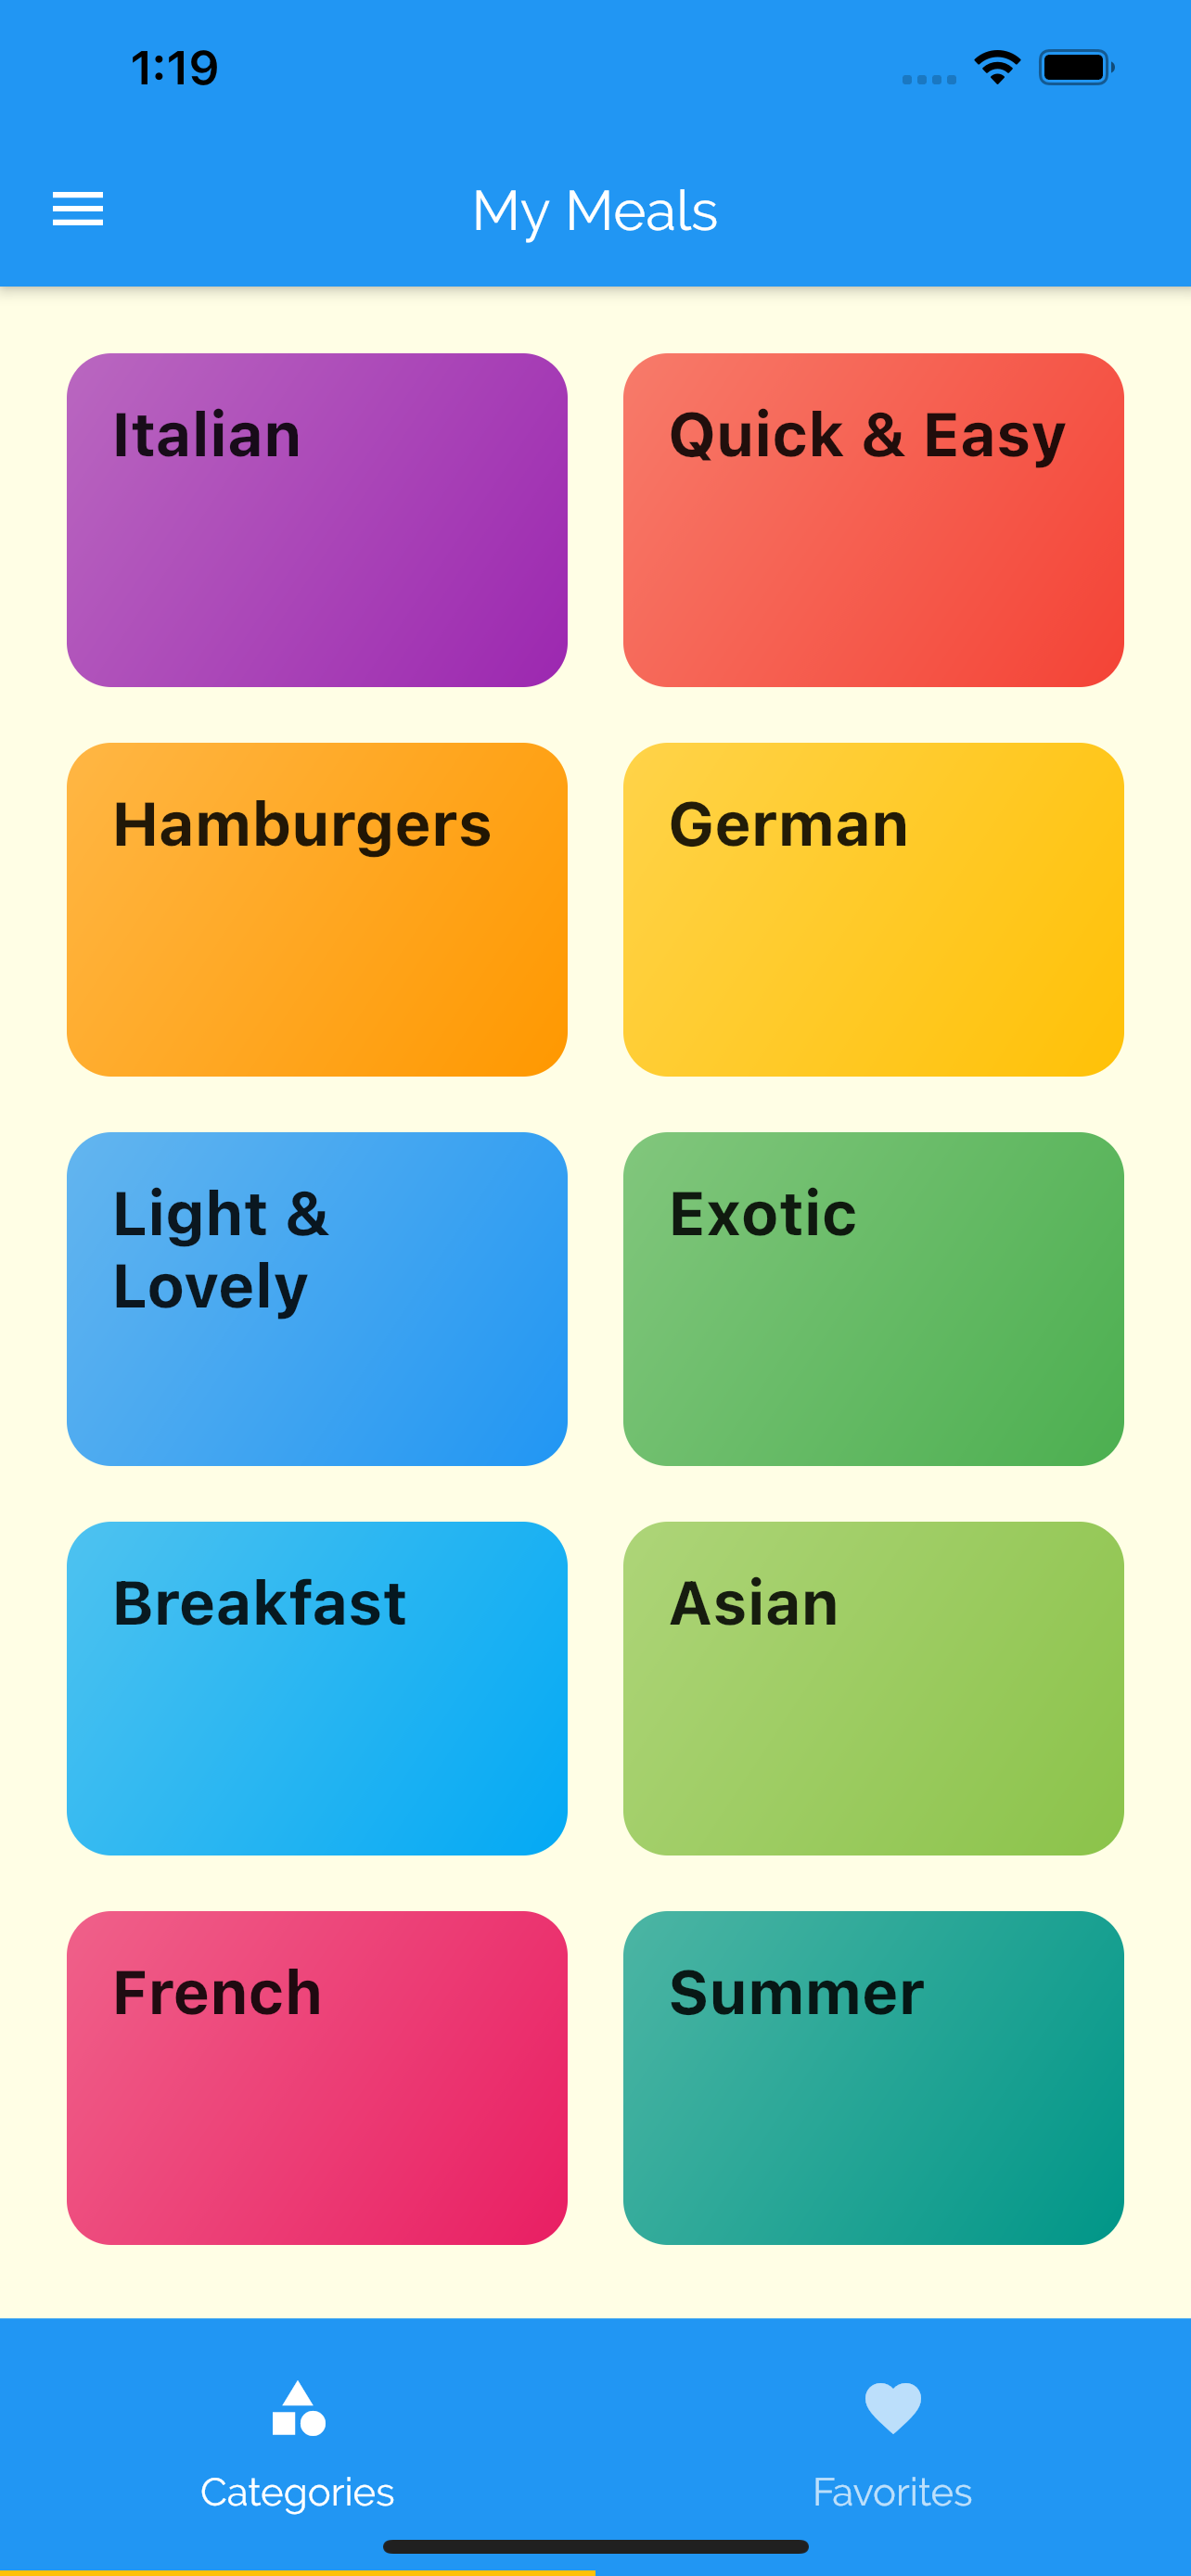 1:19
My Meals
Italian
Quick & Easy
Hamburgers
German
Light &
Lovely
Exotic
Breakfast
Asian
French
Summer
Categories
Favorites